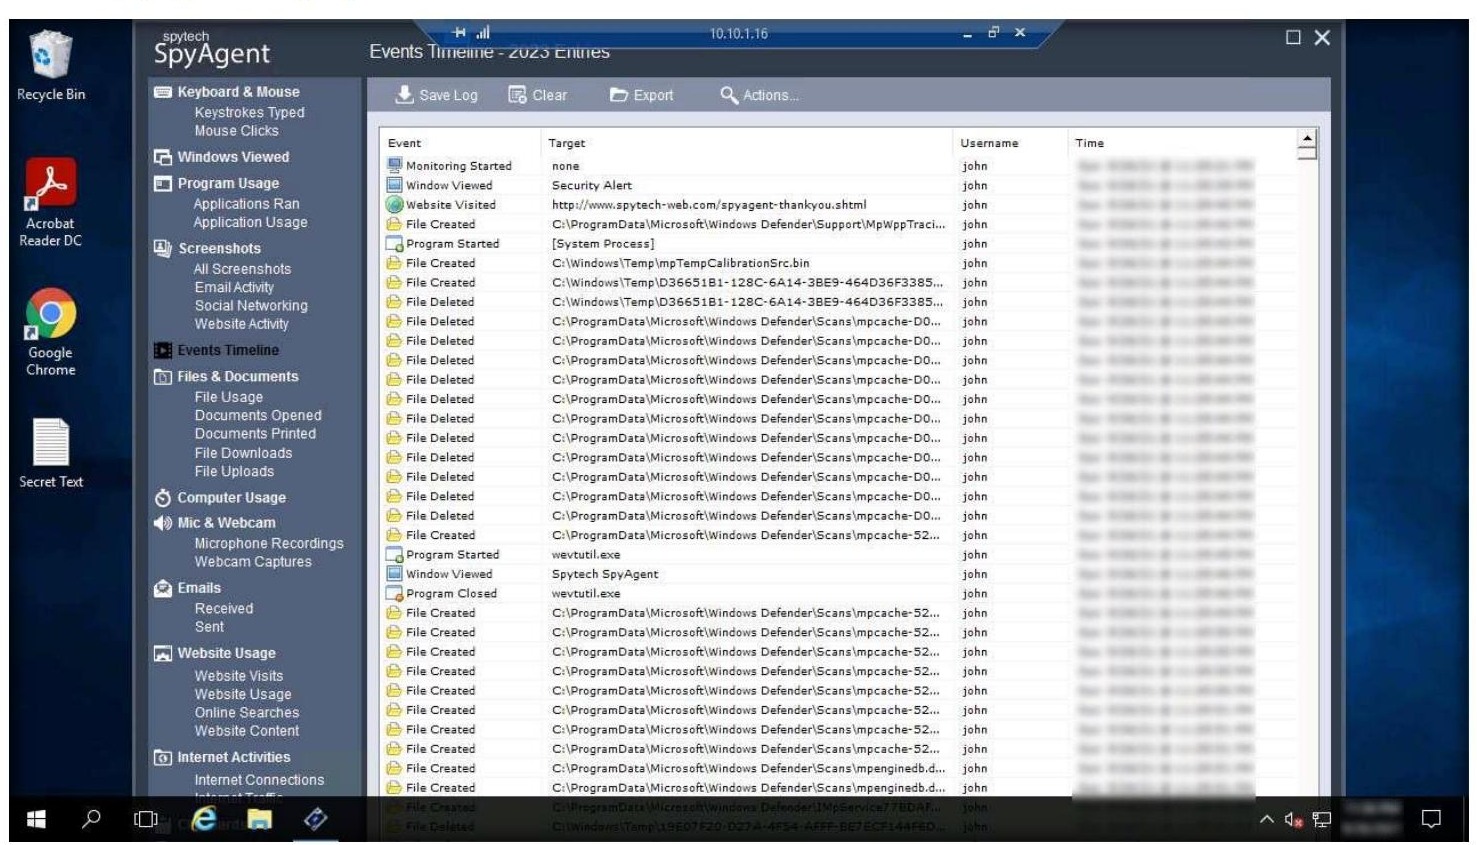 10.10.1.16
spytech
SpyAgent
Events Timeline - 2023 Entries
Save Log
Clear
Export
Actions...
Recycle Bin
Acrobat
Reader DC
Google
Chrome
Secret Text
Keyboard & Mouse
Keystrokes Typed
Mouse Clicks
Windows Viewed
Program Usage
Applications Ran
Application Usage
Screenshots
All Screenshots
Email Activity
Social Networking
Website Activity
Events Timeline
Files & Documents
File Usage
Documents Opened
Documents Printed
File Downloads
File Uploads
Computer Usage
Mic & Webcam
Microphone Recordings
Webcam Captures
Emails
Received
Sent
Website Usage
Website Visits
Website Usage
Online Searches
Website Content
Internet Activities
Internet Connections
Internet Traffic
Event Target Username Time
Monitoring Started none john
Window Viewed Security Alert john
Website Visited http://www.spytech-web.com/spyagent-thankyou.shtml john
File Created C:\ProgramData\Microsoft\Windows Defender\Support\MpWppTraci... john
Program Started [System Process] john
File Created C:\Windows\Temp\mpTempCalibrationSrc.bin john
File Created C:\Windows\Temp\D36651B1-128C-6A14-3BE9-464D36F3385... john
File Deleted C:\Windows\Temp\D36651B1-128C-6A14-3BE9-464D36F3385... john
File Deleted C:\ProgramData\Microsoft\Windows Defender\Scans\mpcache-D0... john
File Deleted C:\ProgramData\Microsoft\Windows Defender\Scans\mpcache-D0... john
File Deleted C:\ProgramData\Microsoft\Windows Defender\Scans\mpcache-D0... john
File Deleted C:\ProgramData\Microsoft\Windows Defender\Scans\mpcache-D0... john
File Deleted C:\ProgramData\Microsoft\Windows Defender\Scans\mpcache-D0... john
File Deleted C:\ProgramData\Microsoft\Windows Defender\Scans\mpcache-D0... john
File Deleted C:\ProgramData\Microsoft\Windows Defender\Scans\mpcache-D0... john
File Deleted C:\ProgramData\Microsoft\Windows Defender\Scans\mpcache-D0... john
File Deleted C:\ProgramData\Microsoft\Windows Defender\Scans\mpcache-D0... john
File Deleted C:\ProgramData\Microsoft\Windows Defender\Scans\mpcache-D0... john
File Deleted C:\ProgramData\Microsoft\Windows Defender\Scans\mpcache-D0... john
File Created C:\ProgramData\Microsoft\Windows Defender\Scans\mpcache-52... john
Program Started wevtutil.exe john
Window Viewed Spytech SpyAgent john
Program Closed wevtutil.exe john
File Created C:\ProgramData\Microsoft\Windows Defender\Scans\mpcache-52... john
File Created C:\ProgramData\Microsoft\Windows Defender\Scans\mpcache-52... john
File Created C:\ProgramData\Microsoft\Windows Defender\Scans\mpcache-52... john
File Created C:\ProgramData\Microsoft\Windows Defender\Scans\mpcache-52... john
File Created C:\ProgramData\Microsoft\Windows Defender\Scans\mpcache-52... john
File Created C:\ProgramData\Microsoft\Windows Defender\Scans\mpcache-52... john
File Created C:\ProgramData\Microsoft\Windows Defender\Scans\mpcache-52... john
File Created C:\ProgramData\Microsoft\Windows Defender\Scans\mpcache-52... john
File Created C:\ProgramData\Microsoft\Windows Defender\Scans\mpenginedb.d... john
File Created C:\ProgramData\Microsoft\Windows Defender\Scans\mpenginedb.d... john
File Created C:\ProgramData\Microsoft\Windows Defender\IMpService77BDAF... john
File Deleted C:\Windows\Temp\19E07F20-D27A-4F54-AFFF-BE7ECF144F6D... john